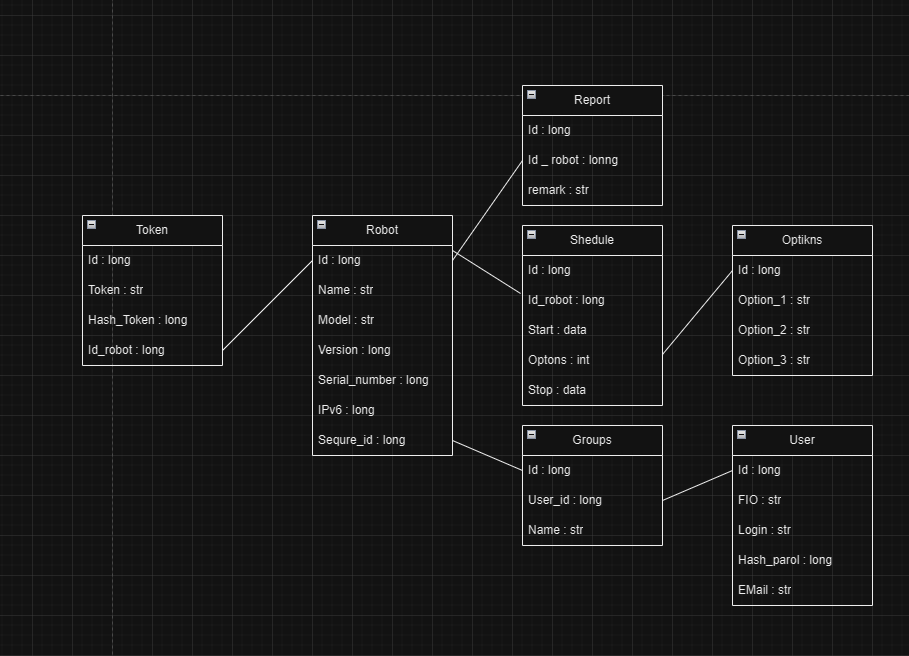 Report
Id : long
Id _ robot : lonng
remark : str
Token
Id : long
Token : str
Hash_Token : long
Id_robot : long
Robot
Id : long
Name : str
Model : str
Version : long
Serial_number : long
IPv6 : long
Sequre_id : long
Shedule
Id : long
Id_robot : long
Start : data
Optons : int
Stop : data
Optikns
Id : long
Option_1 : str
Option_2 : str
Option_3 : str
Groups
Id : long
User_id : long
Name : str
User
Id : long
FIO : str
Login : str
Hash_parol : long
EMail : str